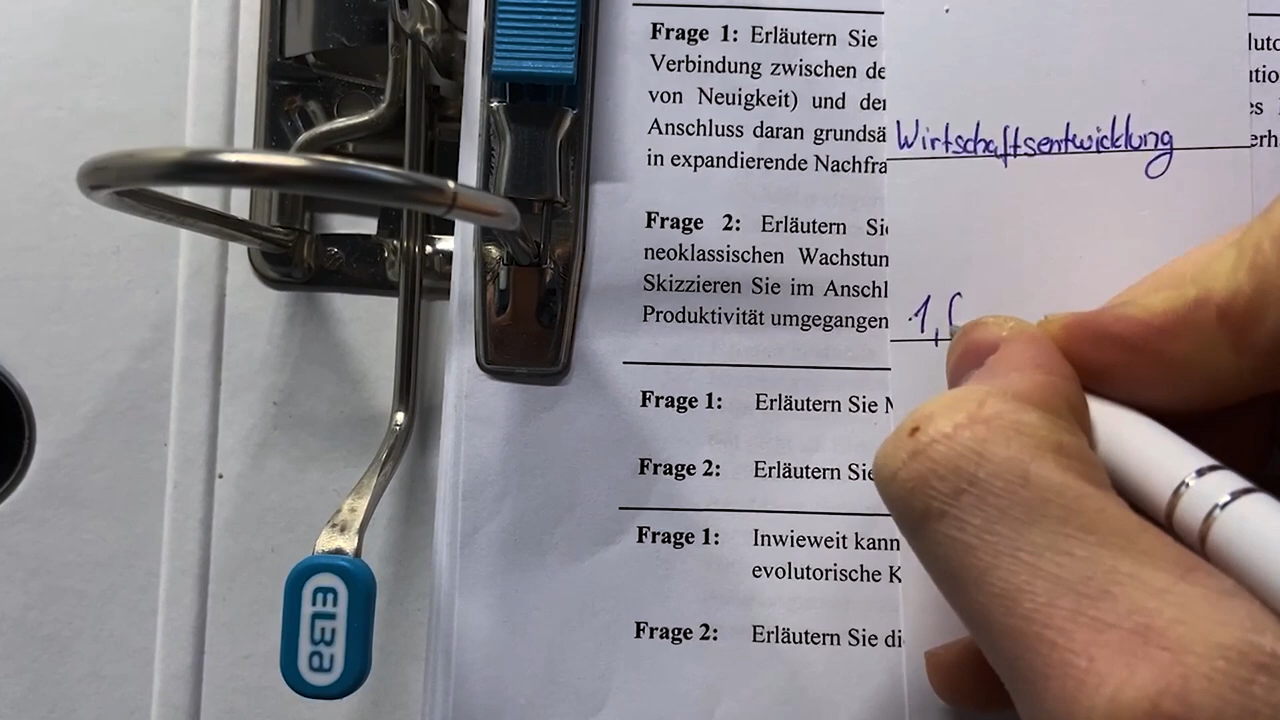 Frage 1: Erläutern Sie
Verbindung zwischen de
von Neuigkeit) und der
Anschluss daran grundsä
in expandierende Nachfra
Wirtschaftsentwicklung
Frage 2: Erläutern Sie
neoklassischen Wachstun
Skizzieren Sie im Anschl
Produktivität umgegangen
1,
Frage 1: Erläutern Sie N
Frage 2: Erläutern Sie
Frage 1: Inwieweit kann
evolutorische K
Frage 2: Erläutern Sie di
ELBa